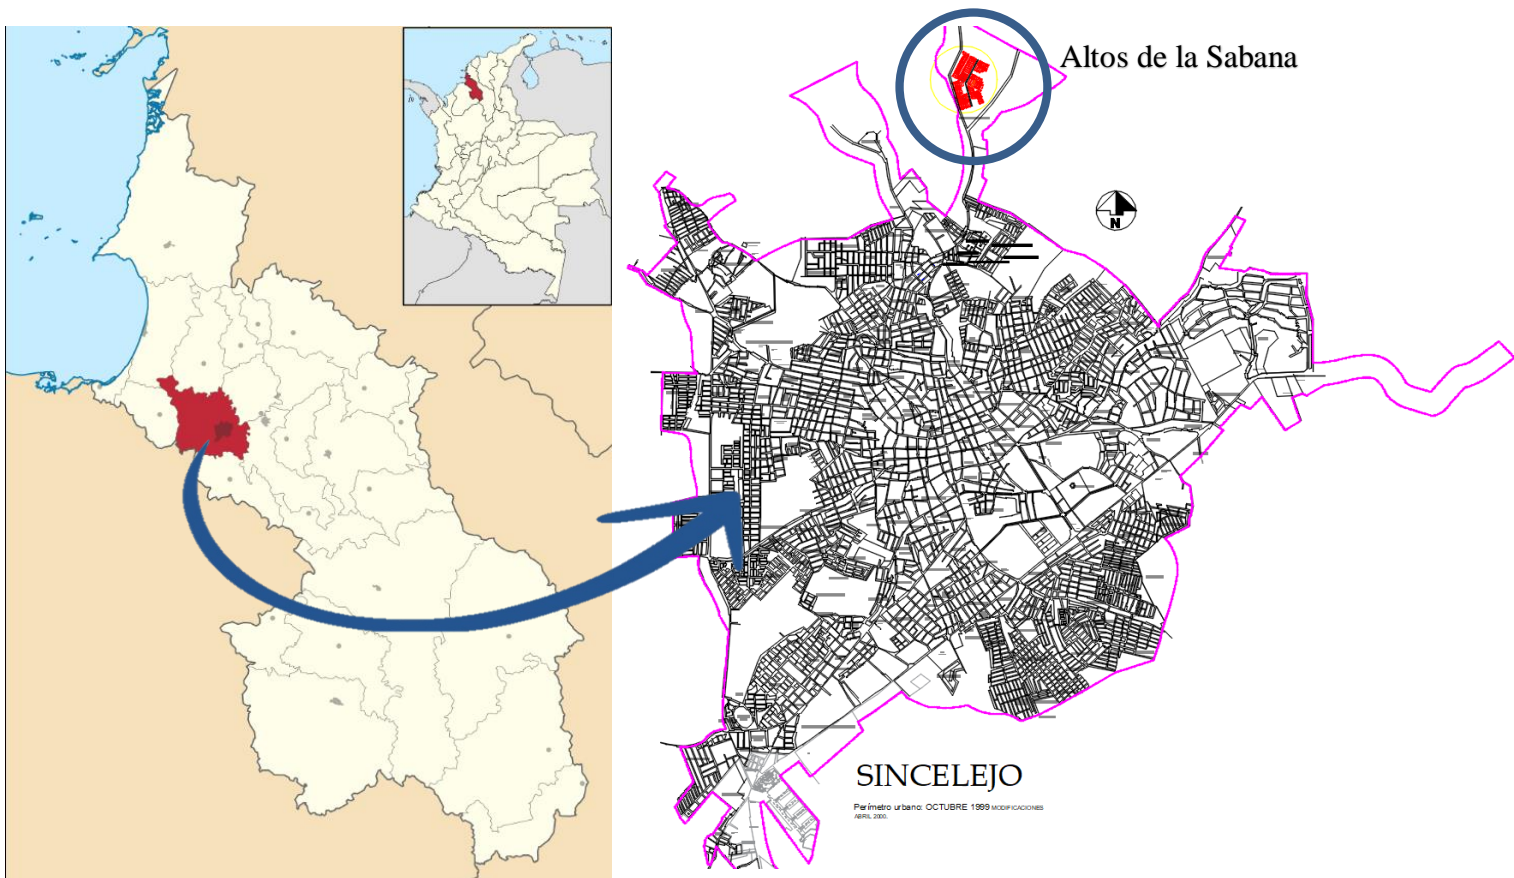 Altos de la Sabana
N
SINCELEJO
Perímetro urbano: OCTUBRE 1999 MODIFICACIONES
ABRIL 2000.